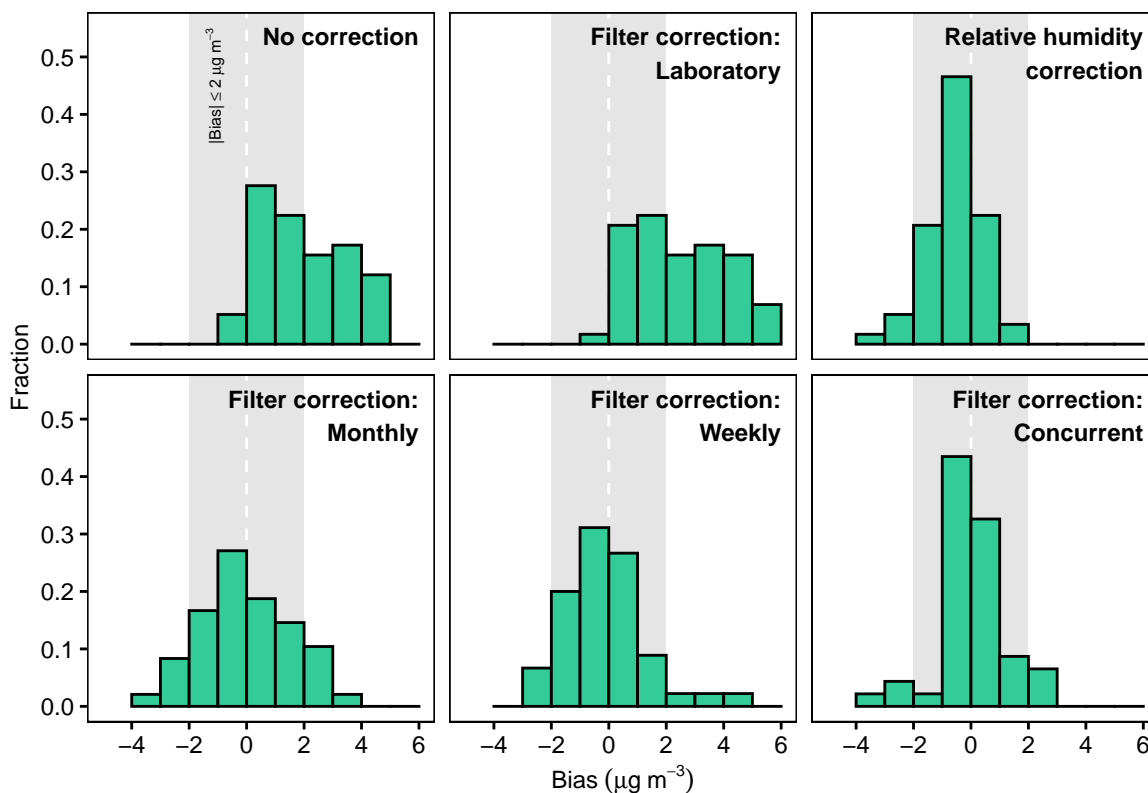 No correction
|Bias| ≤ 2 μg m⁻³
Filter correction:
Laboratory
Relative humidity
correction
0.5
0.4
0.3
0.2
0.1
0.0
Fraction
Filter correction:
Monthly
Filter correction:
Weekly
Filter correction:
Concurrent
0.5
0.4
0.3
0.2
0.1
0.0
−4 −2 0 2 4 6
−4 −2 0 2 4 6
−4 −2 0 2 4 6
Bias (μg m⁻³)